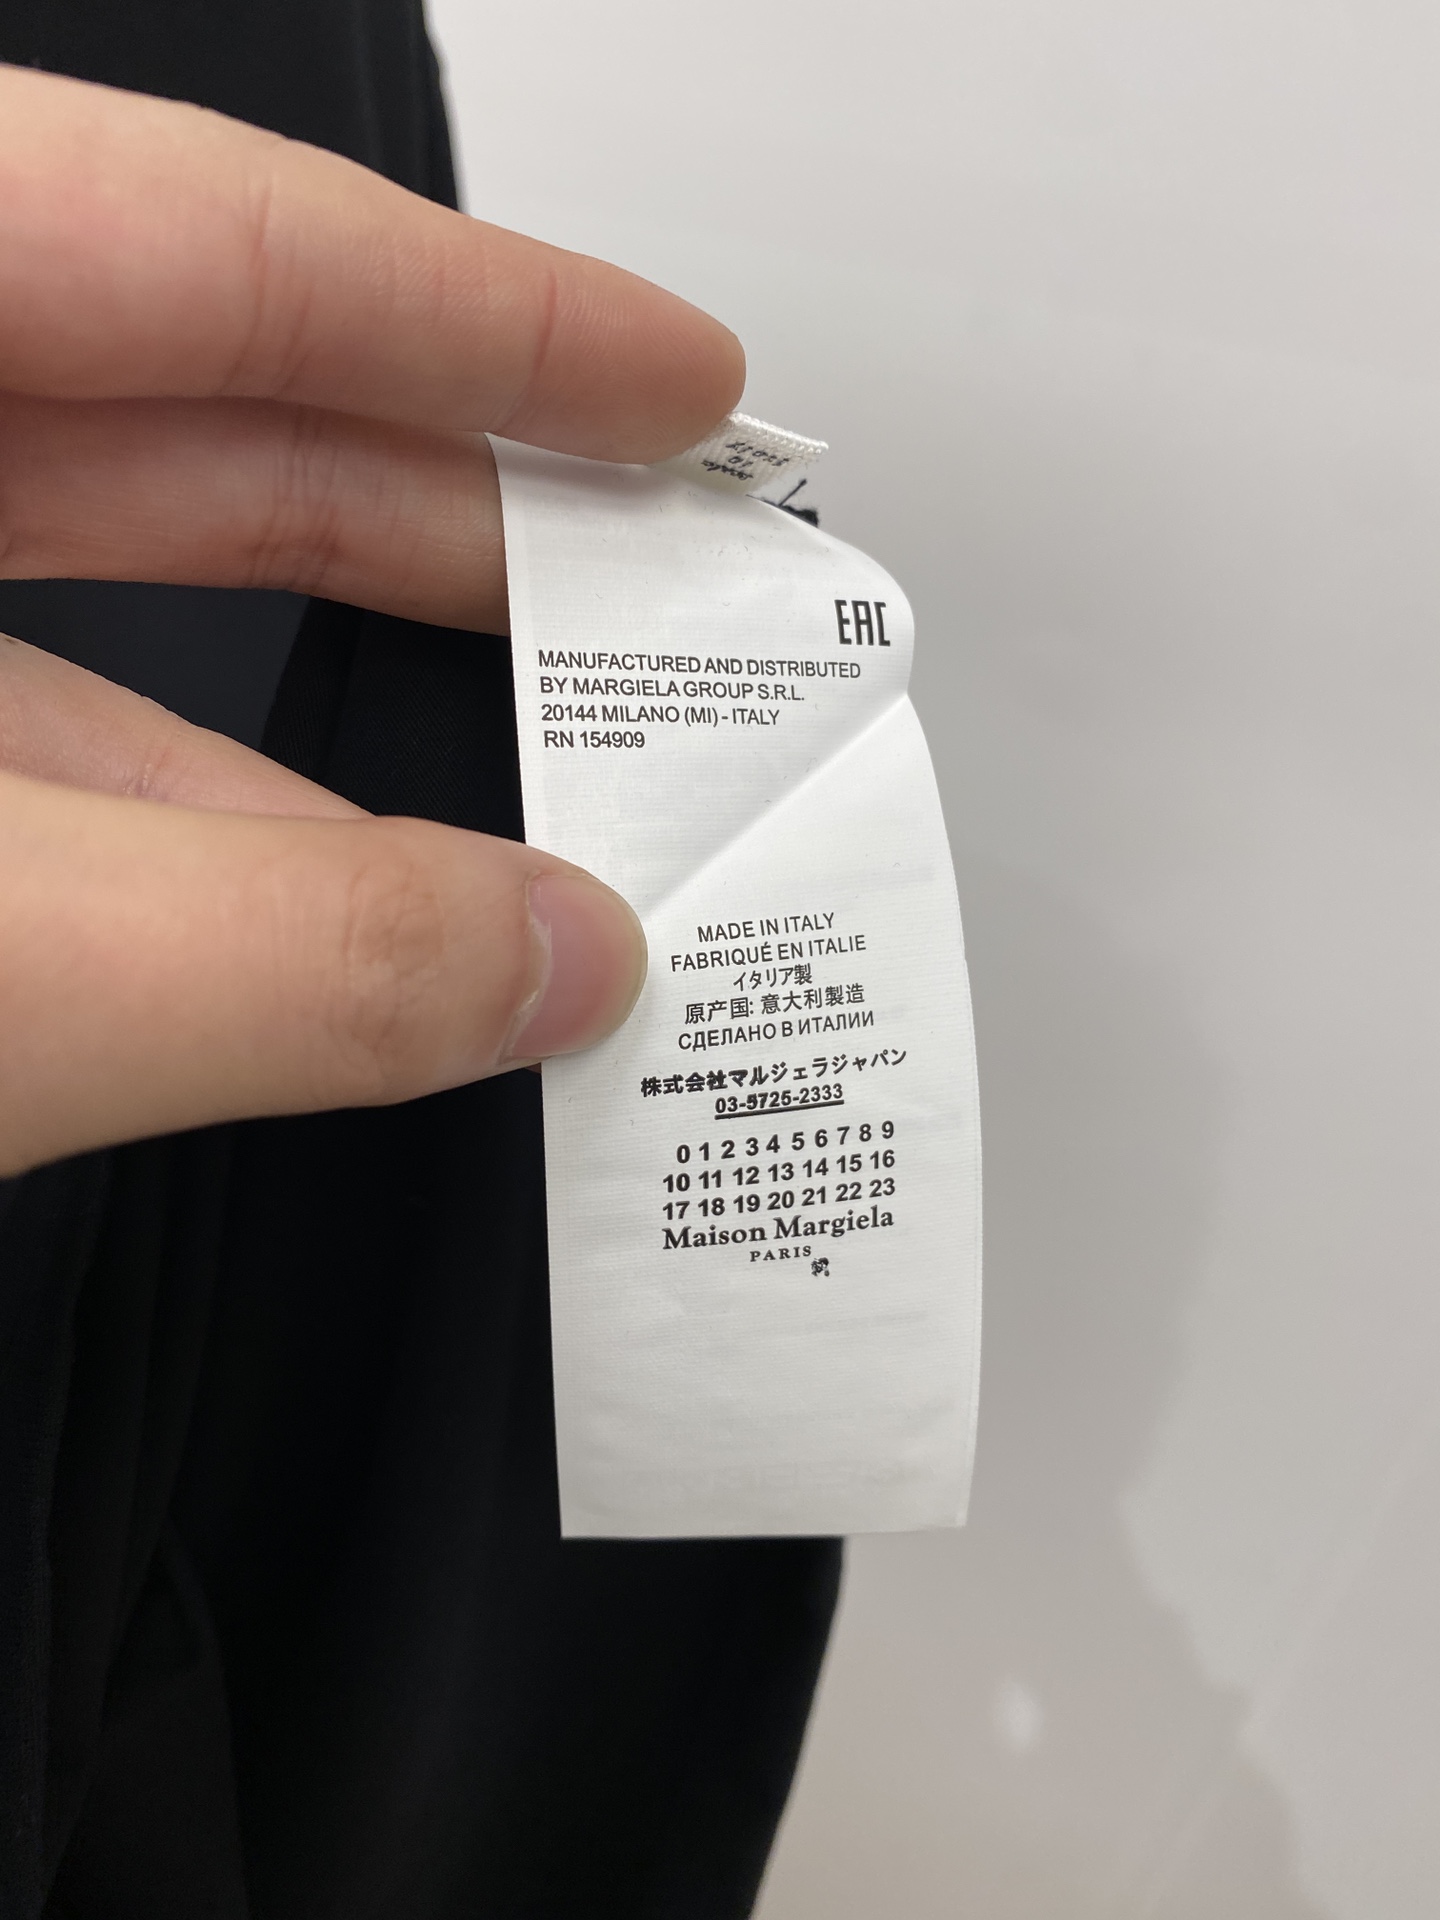 EAC
MANUFACTURED AND DISTRIBUTED
BY MARGIELA GROUP S.R.L.
20144 MILANO (MI) - ITALY
RN 154909
MADE IN ITALY
FABRIQUÉ EN ITALIE
イタリア製
原产国: 意大利製造
СДЕЛАНО В ИТАЛИИ
株式会社マルジェラジャパン
03-5725-2333
0 1 2 3 4 5 6 7 8 9
10 11 12 13 14 15 16
17 18 19 20 21 22 23
Maison Margiela
PARIS